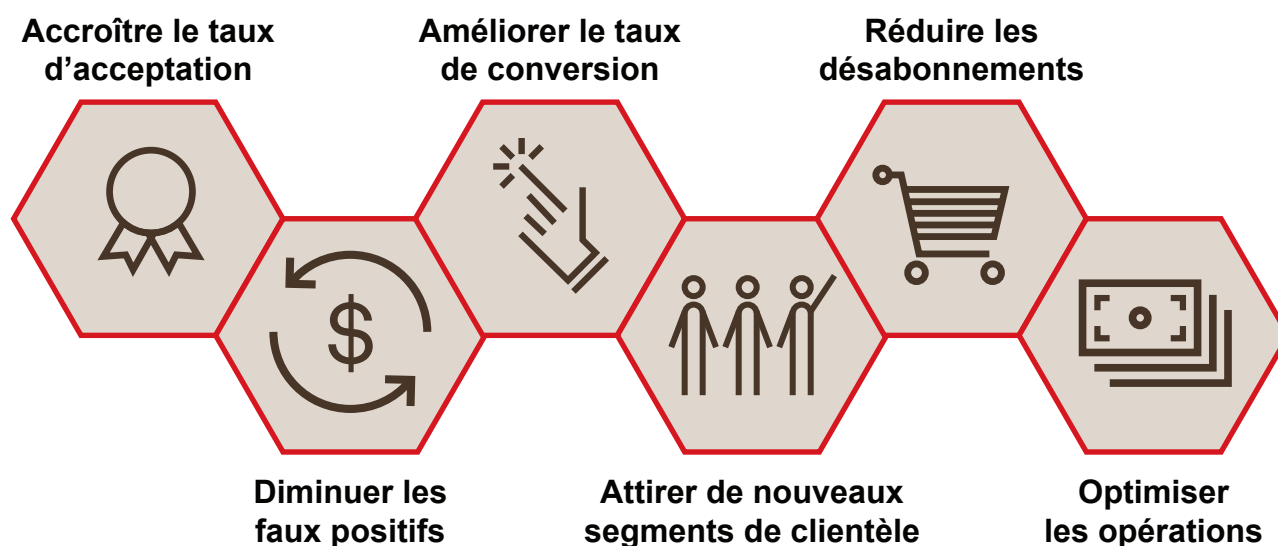 Accroître le taux
d’acceptation
Améliorer le taux
de conversion
Réduire les
désabonnements
$
Diminuer les
faux positifs
Attirer de nouveaux
segments de clientèle
Optimiser
les opérations